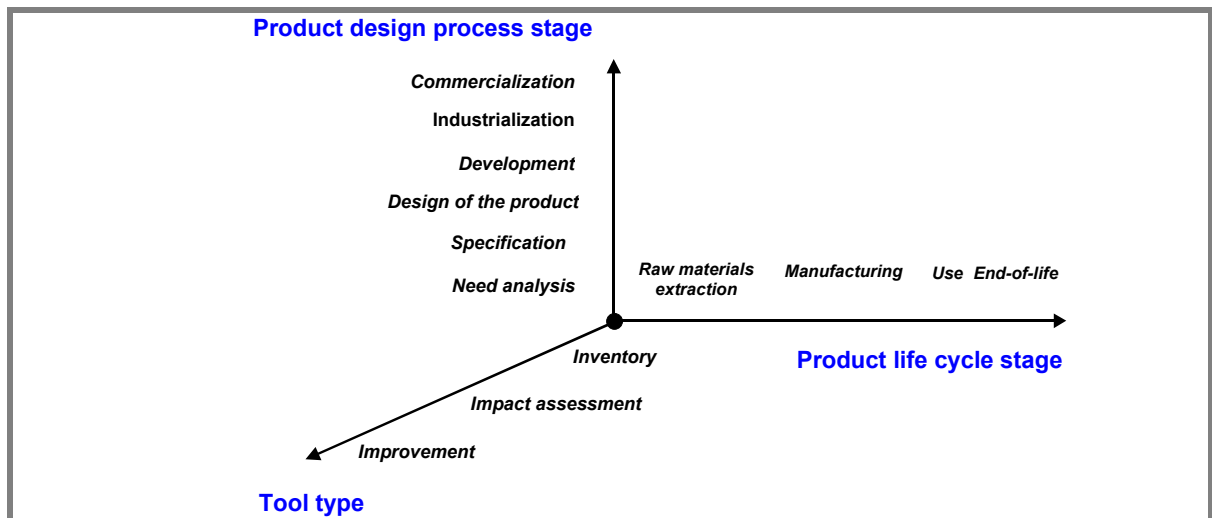 Product design process stage
Commercialization
Industrialization
Development
Design of the product
Specification
Need analysis
Raw materials
extraction
Manufacturing
Use End-of-life
Inventory
Product life cycle stage
Impact assessment
Improvement
Tool type